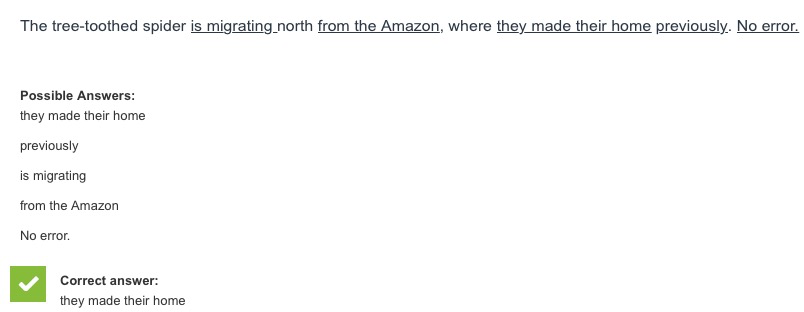 The tree-toothed spider is migrating north from the Amazon, where they made their home previously. No error.
Possible Answers:
they made their home
previously
is migrating
from the Amazon
No error.
Correct answer:
they made their home